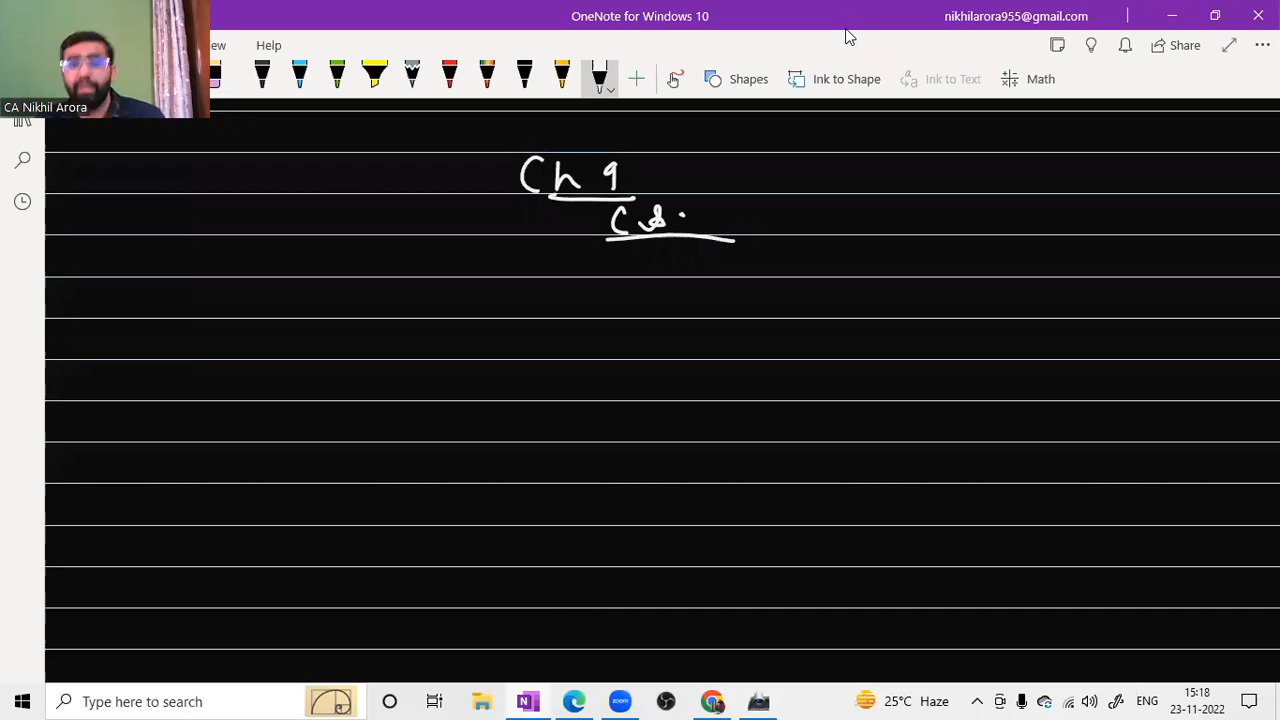 OneNote for Windows 10
nikhilarora955@gmail.com
ew Help
Share
Shapes
Ink to Shape
Ink to Text
Math
CA Nikhil Arora
Ch 9
Type here to search
25°C Haze
ENG
15:18
23-11-2022